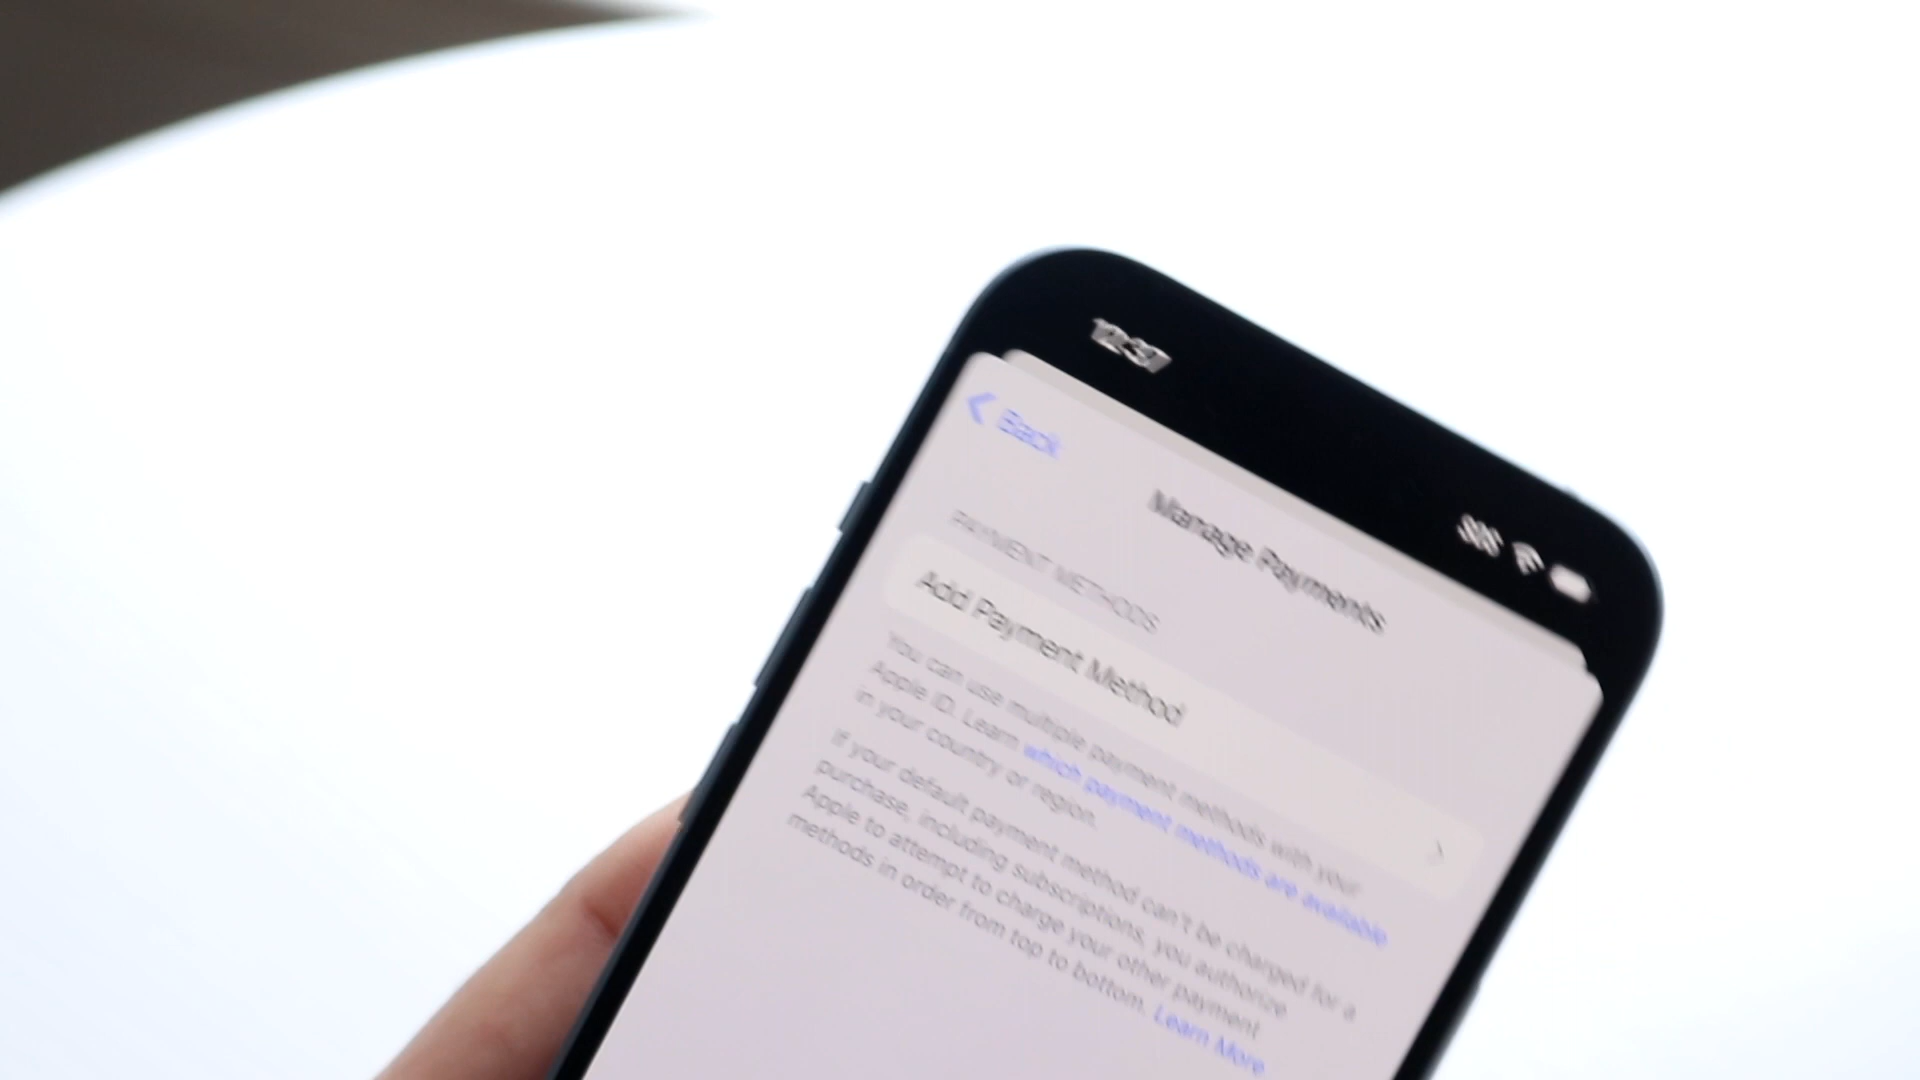 12:37
Back
Manage Payments
PAYMENT METHODS
Add Payment Method
You can use multiple payment methods with your
Apple ID. Learn which payment methods are available
in your country or region.
If your default payment method can't be charged for a
purchase, including subscriptions, you authorize
Apple to attempt to charge your other payment
methods in order from top to bottom. Learn More